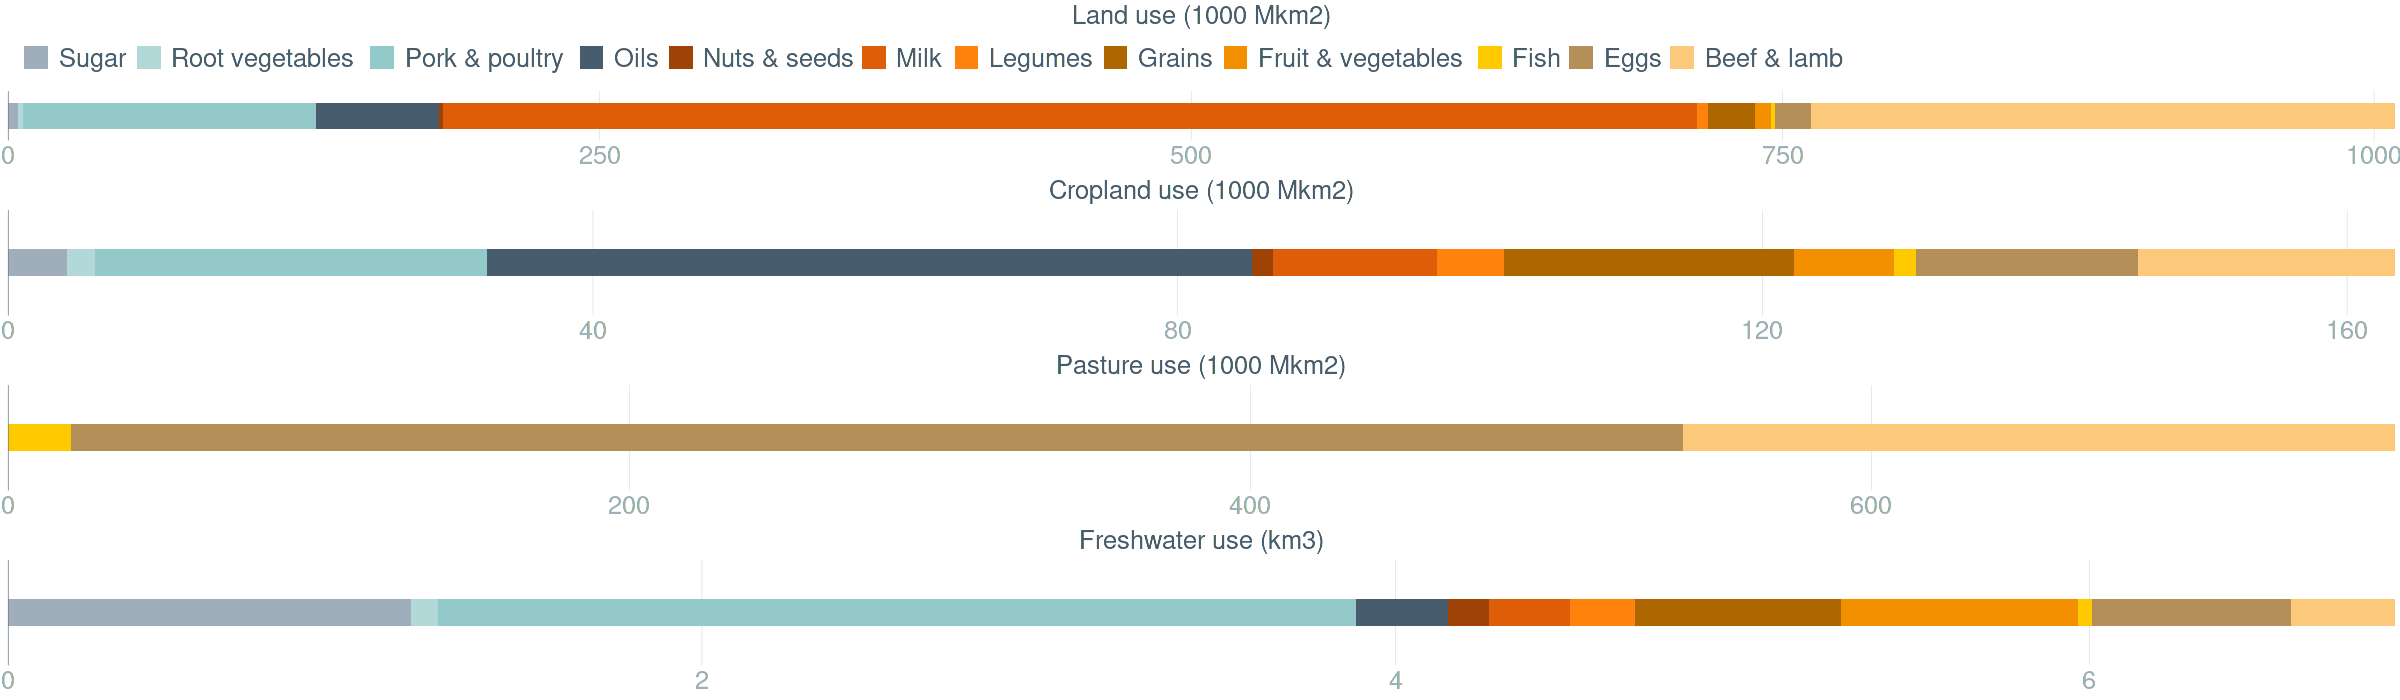 Land use (1000 Mkm2)
Sugar Root vegetables Pork & poultry Oils Nuts & seeds Milk Legumes Grains Fruit & vegetables Fish Eggs Beef & lamb
0 250 500 750 1000
Cropland use (1000 Mkm2)
0 40 80 120 160
Pasture use (1000 Mkm2)
0 200 400 600
Freshwater use (km3)
0 2 4 6